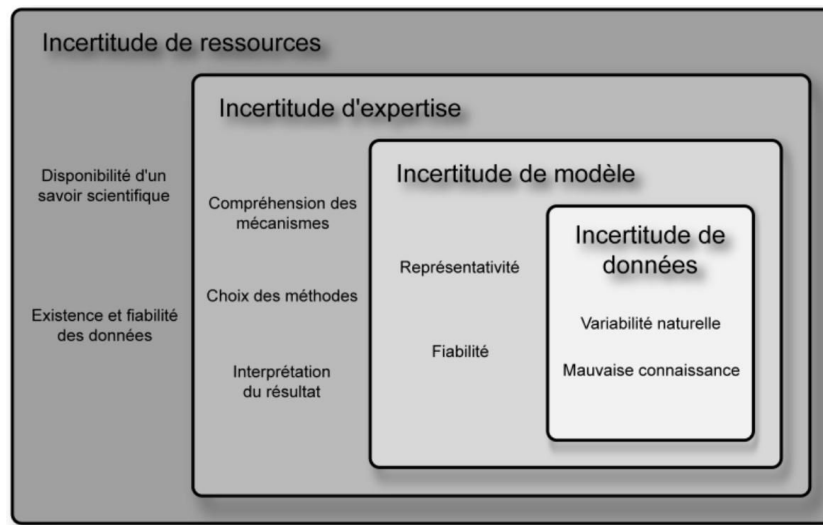 Incertitude de ressources
Disponibilité d'un
savoir scientifique
Existence et fiabilité
des données
Incertitude d'expertise
Compréhension des
mécanismes
Choix des méthodes
Interprétation
du résultat
Incertitude de modèle
Représentativité
Fiabilité
Incertitude de
données
Variabilité naturelle
Mauvaise connaissance